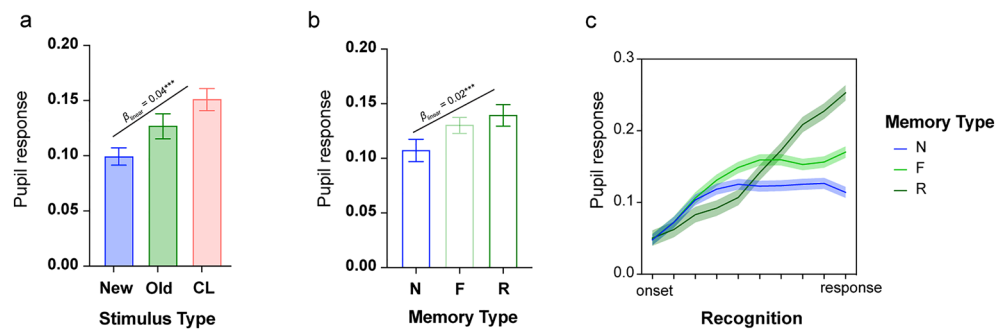 a
0.20
0.15
0.10
0.05
0.00
Pupil response
βlinear = 0.04***
New Old CL
Stimulus Type
b
0.20
0.15
0.10
0.05
0.00
Pupil response
βlinear = 0.02***
N F R
Memory Type
c
0.3
0.2
0.1
0.0
Pupil response
onset response
Recognition
Memory Type
N
F
R